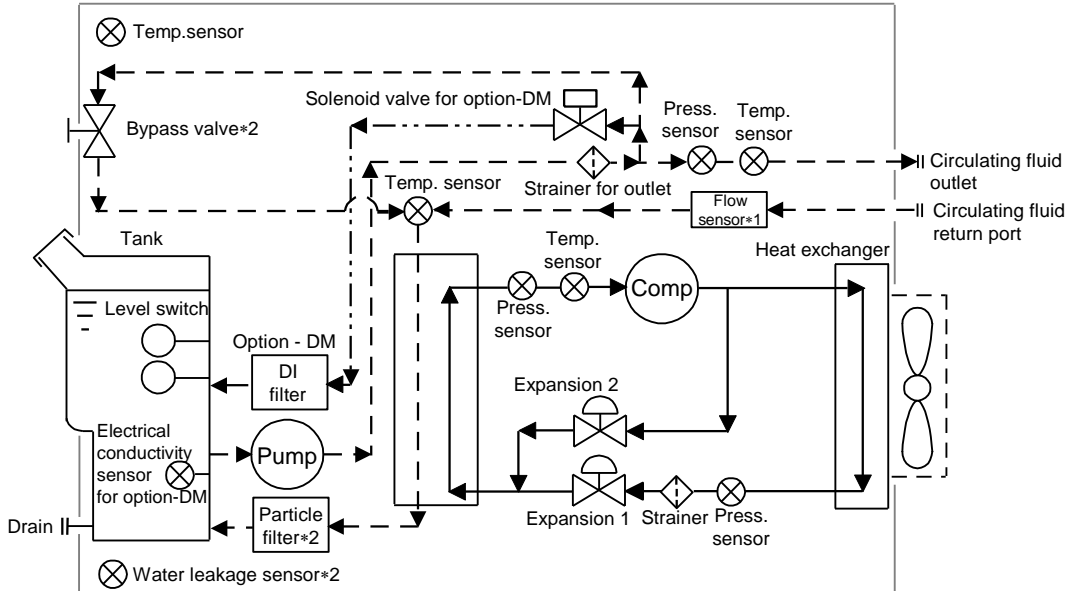 Temp.sensor
Solenoid valve for option-DM
Press.
sensor
Temp.
sensor
Bypass valve*2
Strainer for outlet
Circulating fluid
outlet
Temp. sensor
Flow
sensor*1
Circulating fluid
return port
Tank
Temp.
sensor
Heat exchanger
Level switch
Press.
sensor
Comp
Option - DM
DI
filter
Expansion 2
Electrical
conductivity
sensor
for option-DM
Pump
Expansion 1
Strainer
Press.
sensor
Drain
Particle
filter*2
Water leakage sensor*2